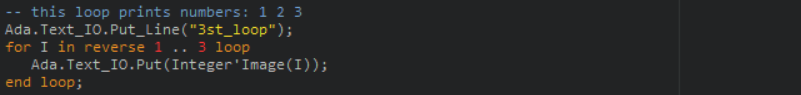 -- this loop prints numbers: 1 2 3
Ada.Text_IO.Put_Line("3st_loop");
for I in reverse 1 .. 3 loop
   Ada.Text_IO.Put(Integer'Image(I));
end loop;